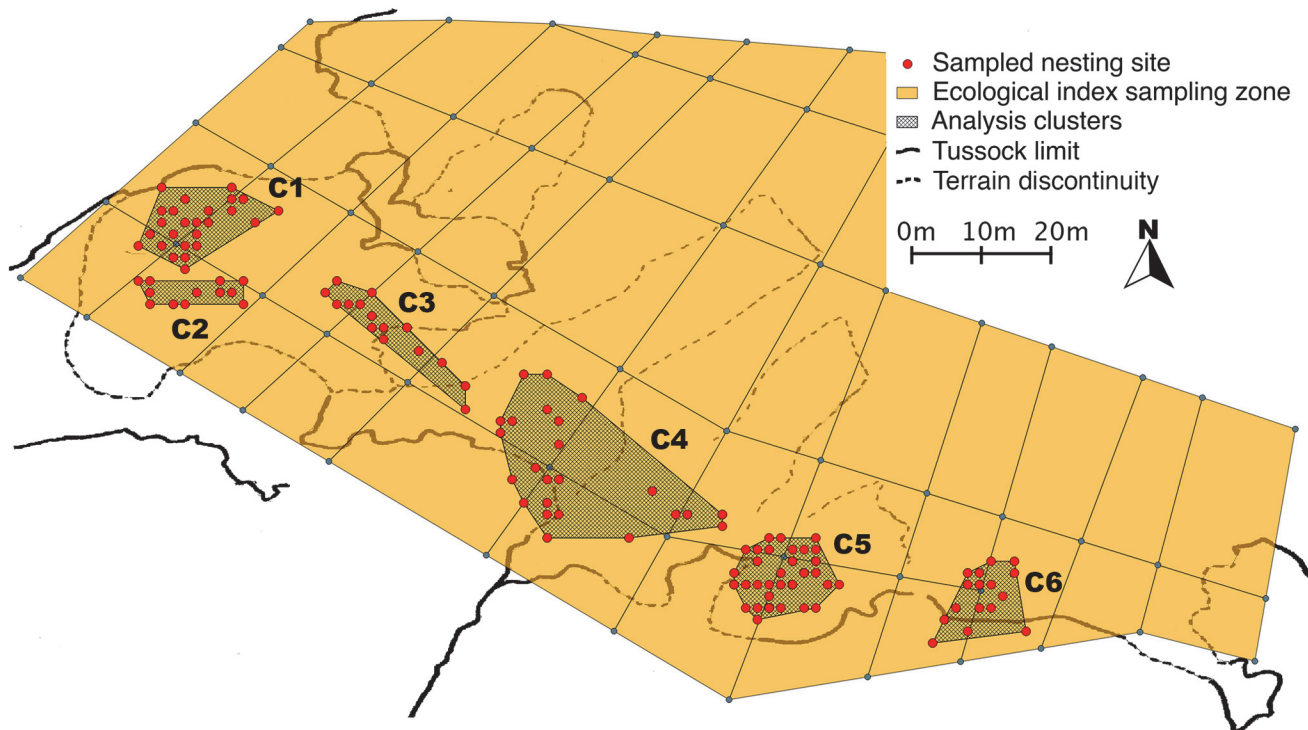 Sampled nesting site
Ecological index sampling zone
Analysis clusters
Tussock limit
Terrain discontinuity
0m 10m 20m
N
C1
C2
C3
C4
C5
C6